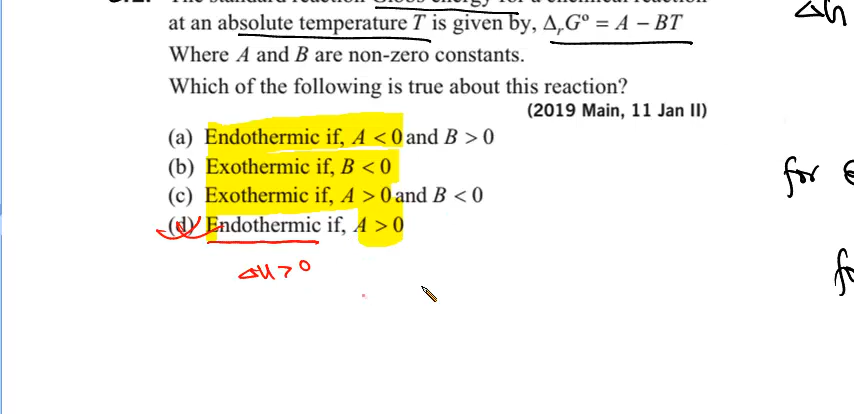 at an absolute temperature T is given by, ΔᵣG° = A − BT
Where A and B are non-zero constants.
Which of the following is true about this reaction?
(2019 Main, 11 Jan II)
(a) Endothermic if, A < 0 and B > 0
(b) Exothermic if, B < 0
(c) Exothermic if, A > 0 and B < 0
(d) Endothermic if, A > 0
ΔH > 0
for